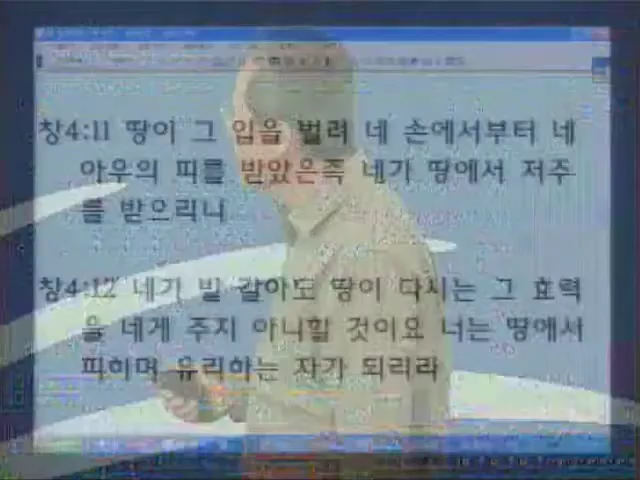 창4:11 땅이 그 입을 벌려 네 손에서부터 네
아우의 피를 받았은즉 네가 땅에서 저주
를 받으리니
창4:12 네가 밭 갈아도 땅이 다시는 그 효력
을 네게 주지 아니할 것이요 너는 땅에서
피하며 유리하는 자가 되리라